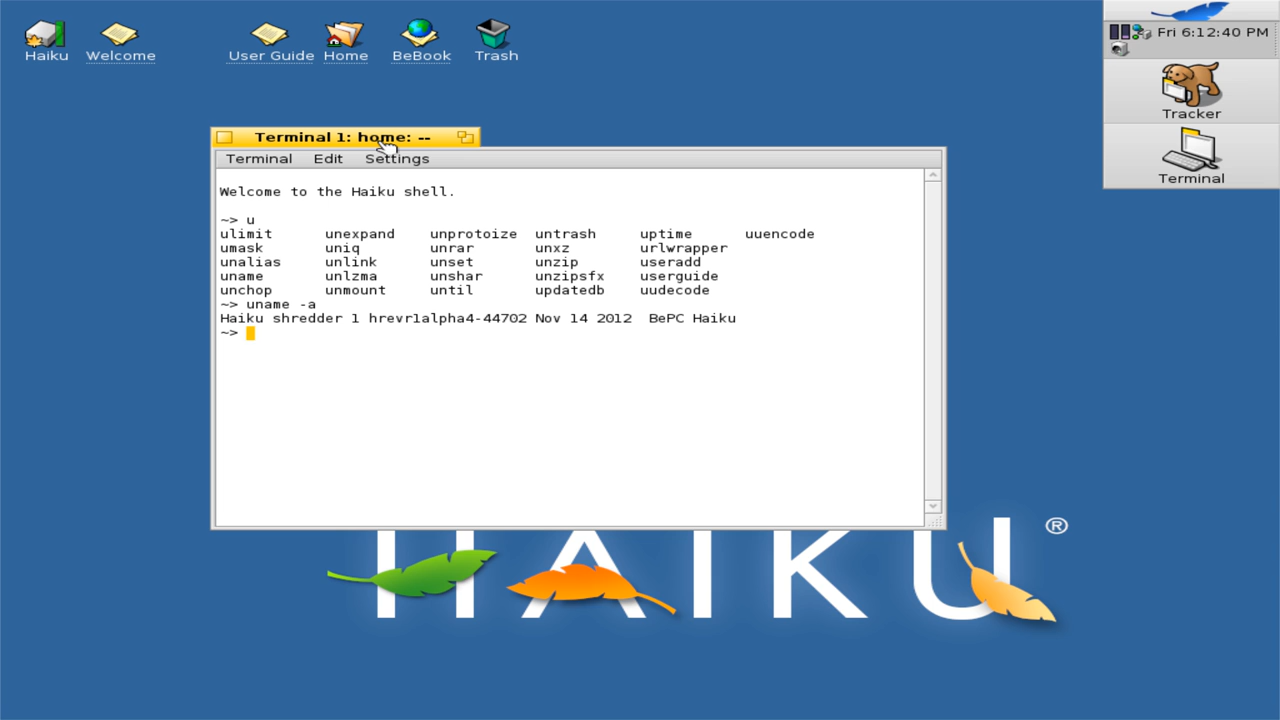 Haiku
Welcome
User Guide
Home
BeBook
Trash
Fri 6:12:40 PM
Tracker
Terminal
Terminal 1: home: --
Terminal Edit Settings
Welcome to the Haiku shell.
~> u
ulimit unexpand unprotoize untrash uptime uuencode
umask uniq unrar unxz urlwrapper
unalias unlink unset unzip useradd
uname unlzma unshar unzipsfx userguide
unchop unmount until updatedb uudecode
~> uname -a
Haiku shredder 1 hrevr1alpha4-44702 Nov 14 2012  BePC Haiku
~>
HAIKU®